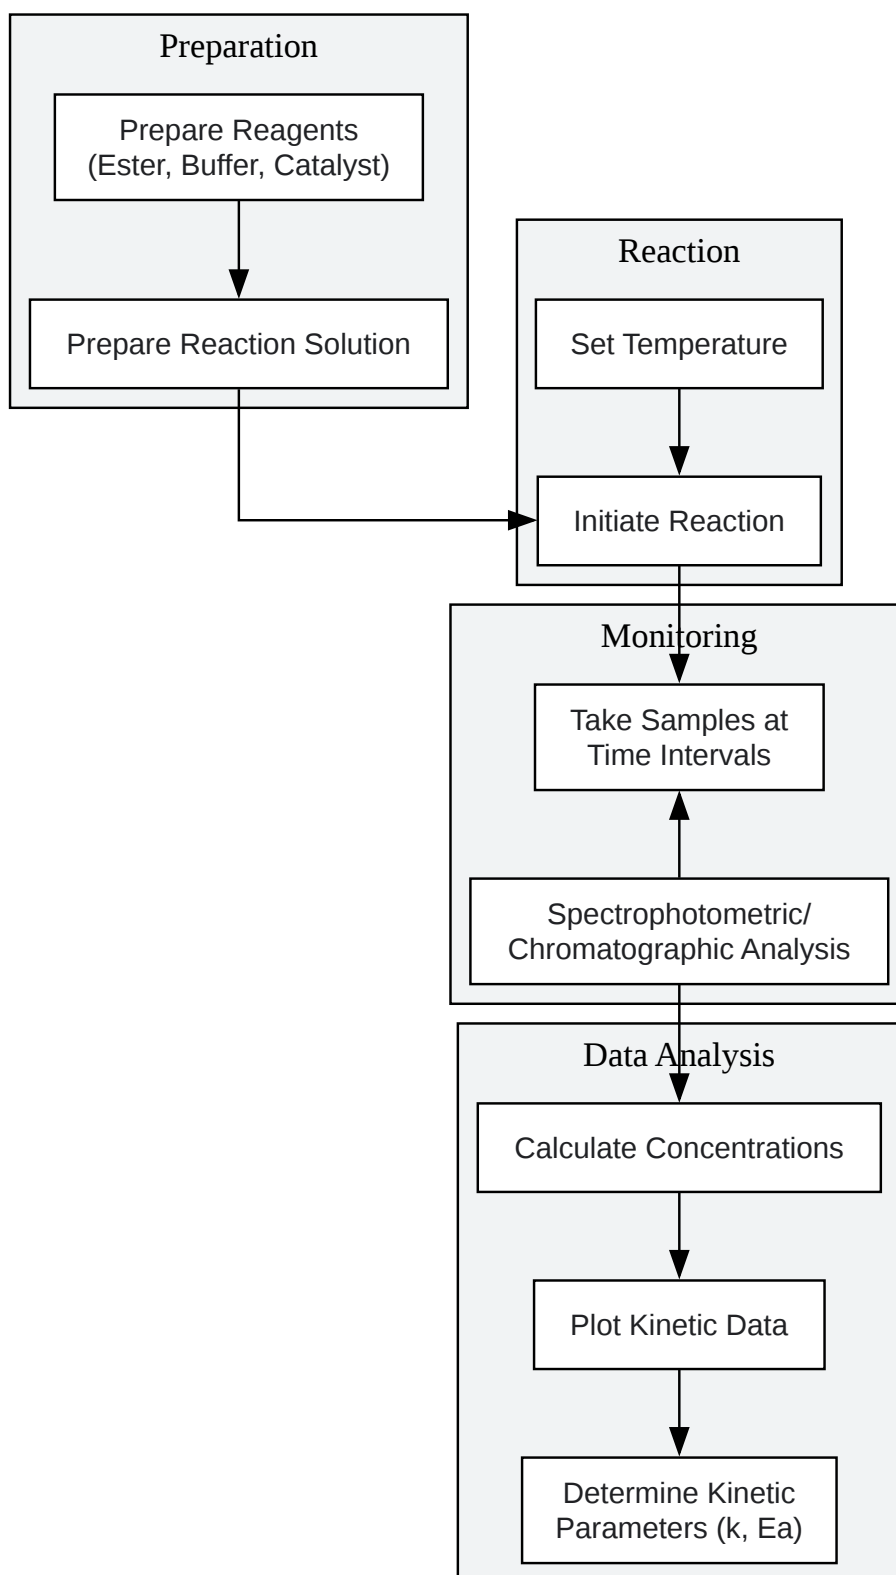 Preparation
Prepare Reagents
(Ester, Buffer, Catalyst)
Prepare Reaction Solution
Reaction
Set Temperature
Initiate Reaction
Monitoring
Take Samples at
Time Intervals
Spectrophotometric/
Chromatographic Analysis
Data Analysis
Calculate Concentrations
Plot Kinetic Data
Determine Kinetic
Parameters (k, Ea)